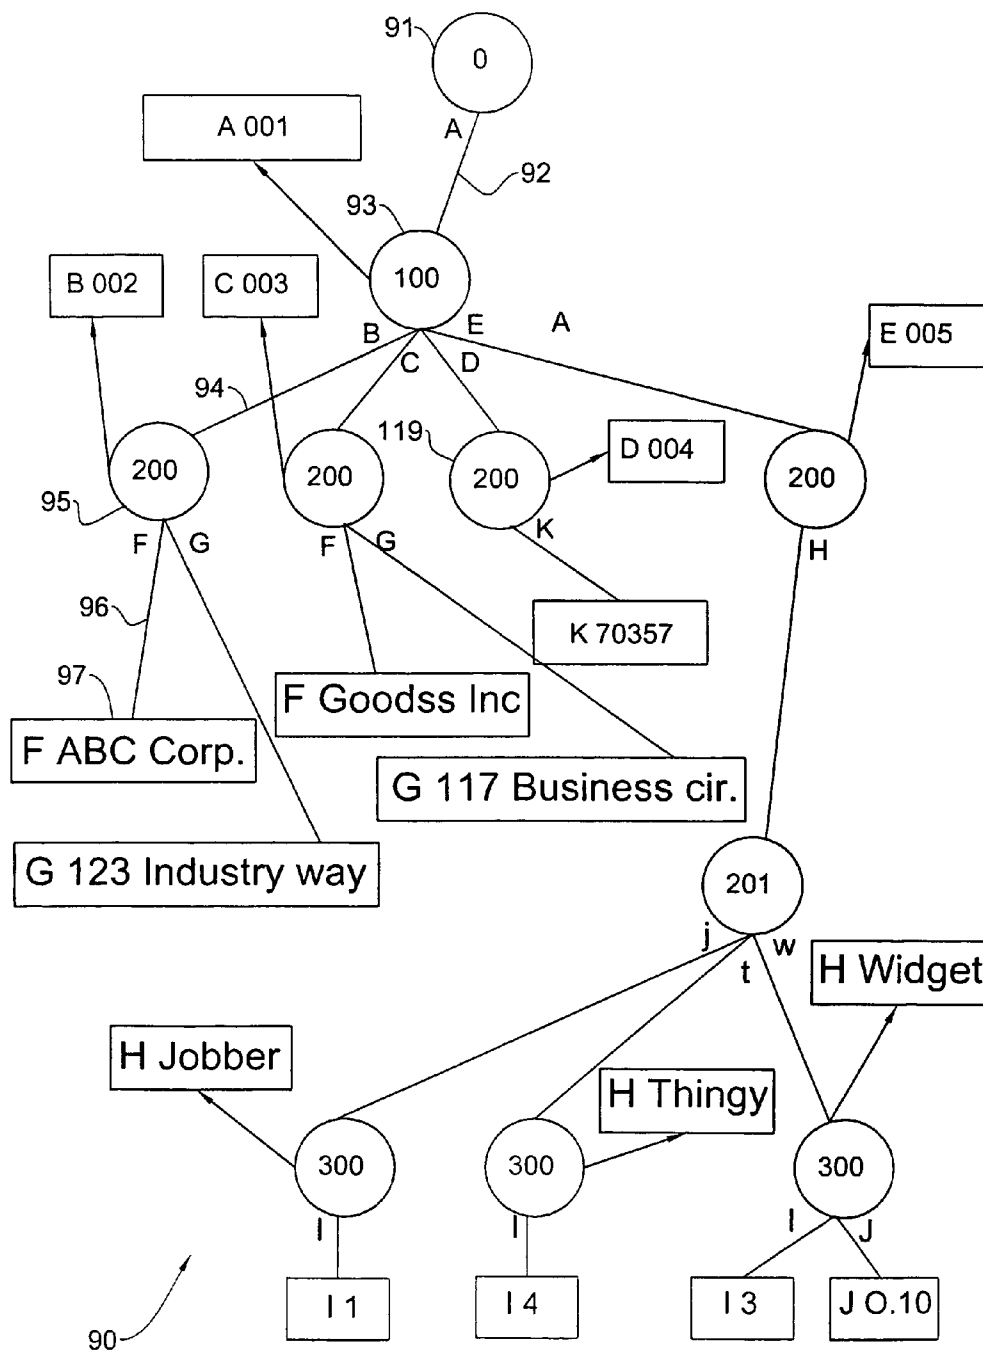 91
0
A 001
A
92
93
100
B 002
C 003
B
C
D
E
A
E 005
94
119
200
200
200
D 004
200
95
F
G
F
G
K
H
96
K 70357
97
F Goodss Inc
F ABC Corp.
G 117 Business cir.
G 123 Industry way
201
j
t
w
H Widget
H Jobber
H Thingy
300
300
300
I
I
I
J
I 1
I 4
I 3
J O.10
90